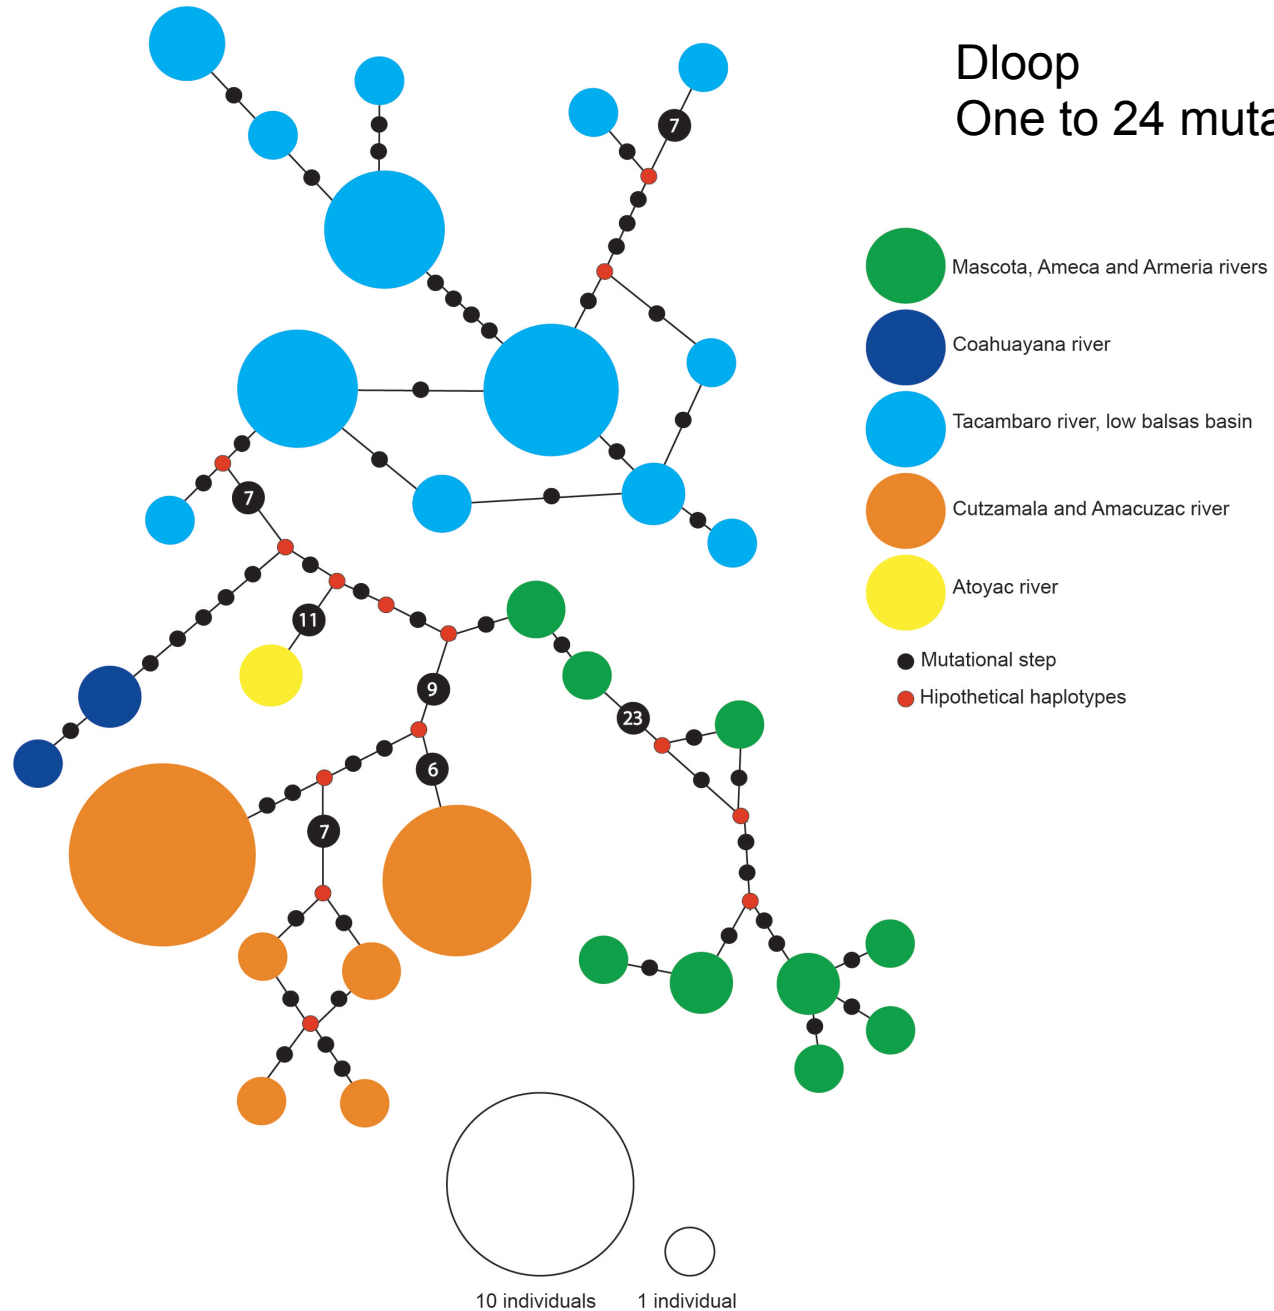 Dloop
One to 24 muta
7
Mascota, Ameca and Armeria rivers
Coahuayana river
Tacambaro river, low balsas basin
Cutzamala and Amacuzac river
Atoyac river
Mutational step
Hipothetical haplotypes
7
11
9
23
6
7
10 individuals
1 individual